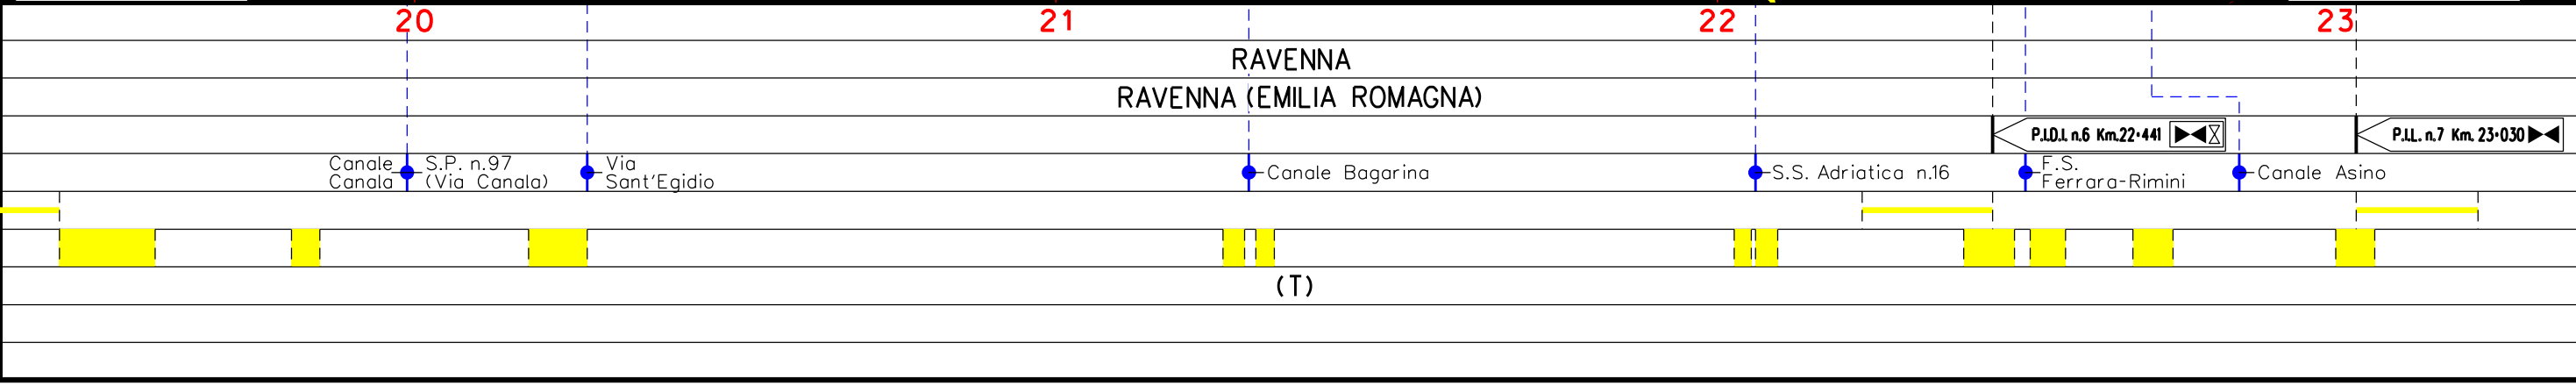 20 21 22 23
RAVENNA
RAVENNA (EMILIA ROMAGNA)
P.I.D.I. n.6 Km.22+441 P.I.L. n.7 Km. 23+030
Canale Canala
S.P. n.97 (Via Canala)
Via Sant'Egidio
Canale Bagarina
S.S. Adriatica n.16
F.S. Ferrara-Rimini
Canale Asino
(T)